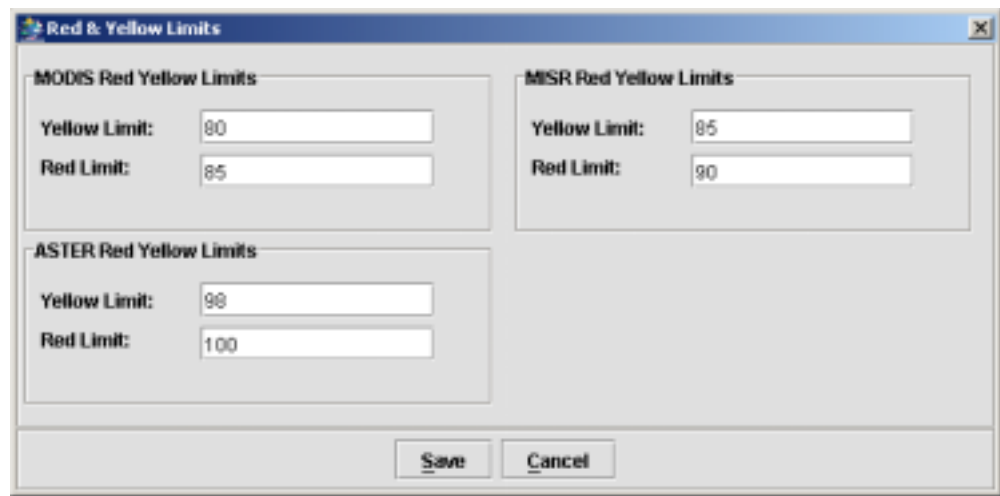 Red & Yellow Limits
MODIS Red Yellow Limits
Yellow Limit: 80
Red Limit: 85
MISR Red Yellow Limits
Yellow Limit: 85
Red Limit: 90
ASTER Red Yellow Limits
Yellow Limit: 98
Red Limit: 100
Save Cancel